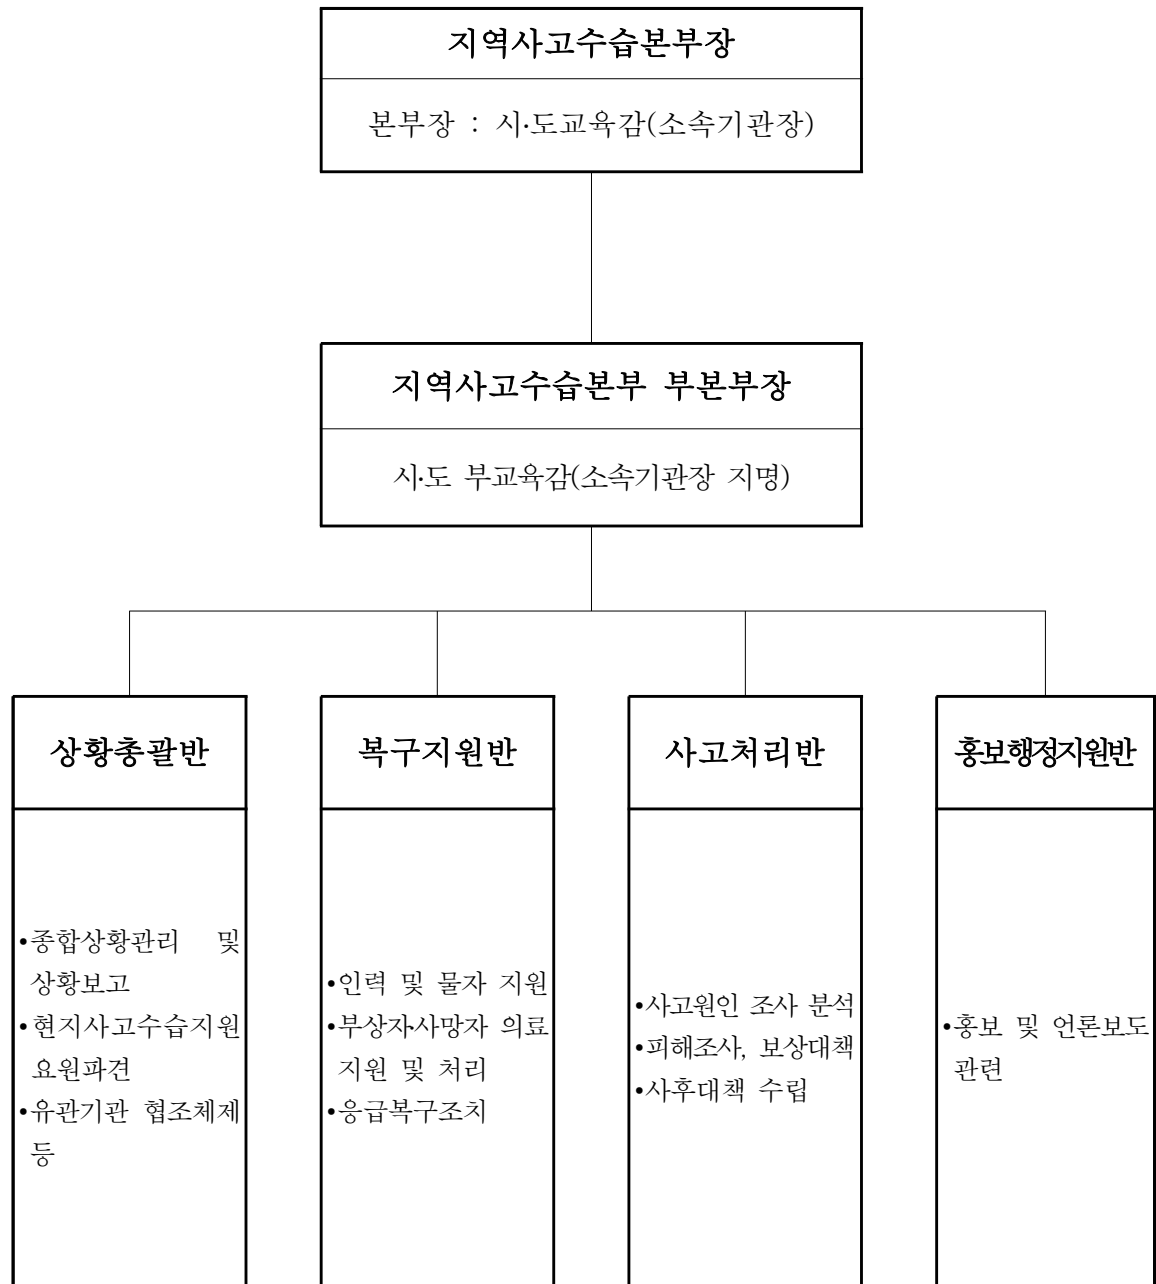 지역사고수습본부장
본부장 : 시·도교육감(소속기관장)
지역사고수습본부 부본부장
시·도 부교육감(소속기관장 지명)
상황총괄반
•종합상황관리 및
상황보고
•현지사고수습지원
요원파견
•유관기관 협조체제
등
복구지원반
•인력 및 물자 지원
•부상자·사망자 의료
지원 및 처리
•응급복구조치
사고처리반
•사고원인 조사 분석
•피해조사, 보상대책
•사후대책 수립
홍보행정지원반
•홍보 및 언론보도
관련